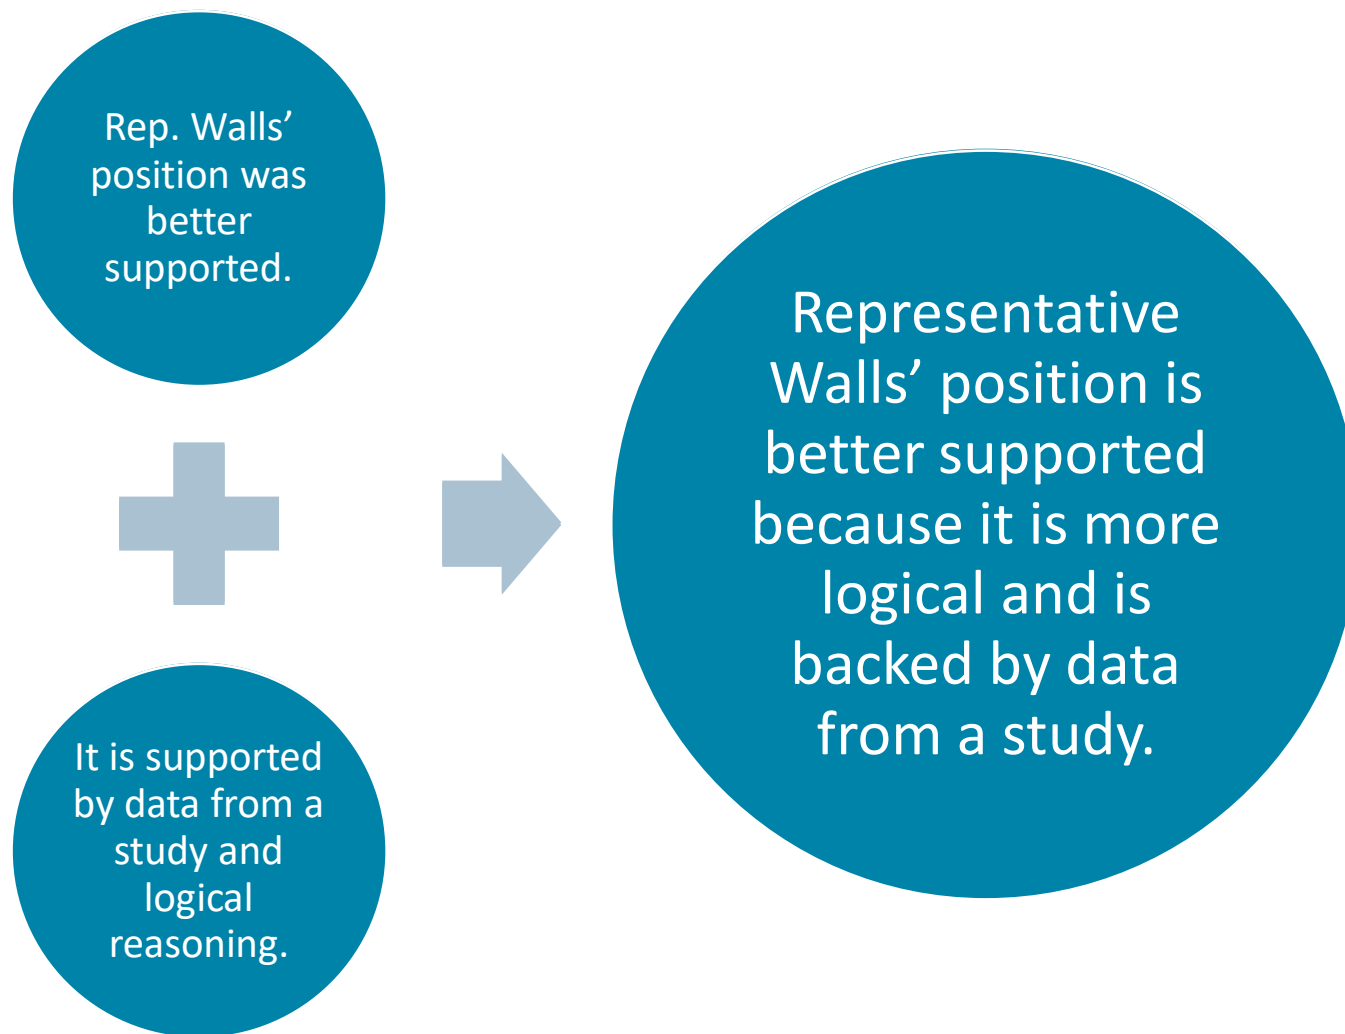 Rep. Walls’
position was
better
supported.
It is supported
by data from a
study and
logical
reasoning.
Representative
Walls’ position is
better supported
because it is more
logical and is
backed by data
from a study.